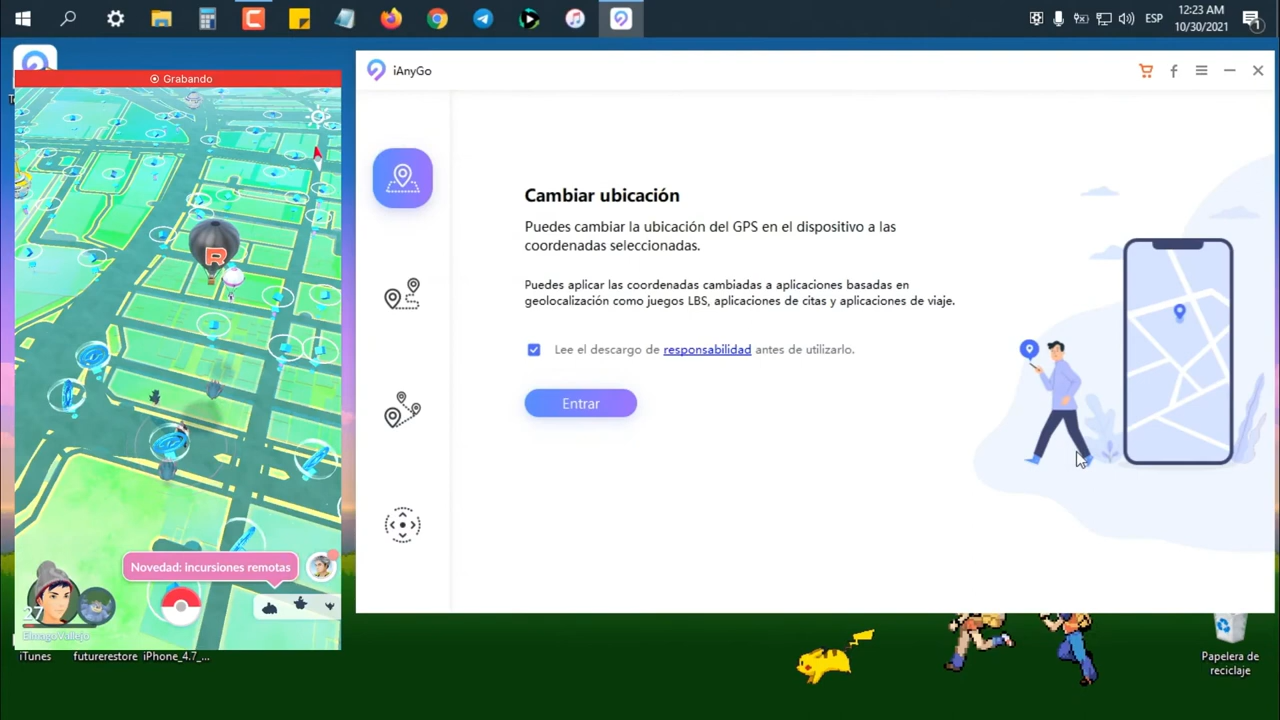 12:23 AM
ESP
10/30/2021
1
Grabando
iAnyGo
Cambiar ubicación
Puedes cambiar la ubicación del GPS en el dispositivo a las
coordenadas seleccionadas.
Puedes aplicar las coordenadas cambiadas a aplicaciones basadas en
geolocalización como juegos LBS, aplicaciones de citas y aplicaciones de viaje.
Lee el descargo de responsabilidad antes de utilizarlo.
Entrar
R
Novedad: incursiones remotas
27
ElmagoVallejo
iTunes
futurerestore
iPhone_4.7_...
Papelera de
reciclaje